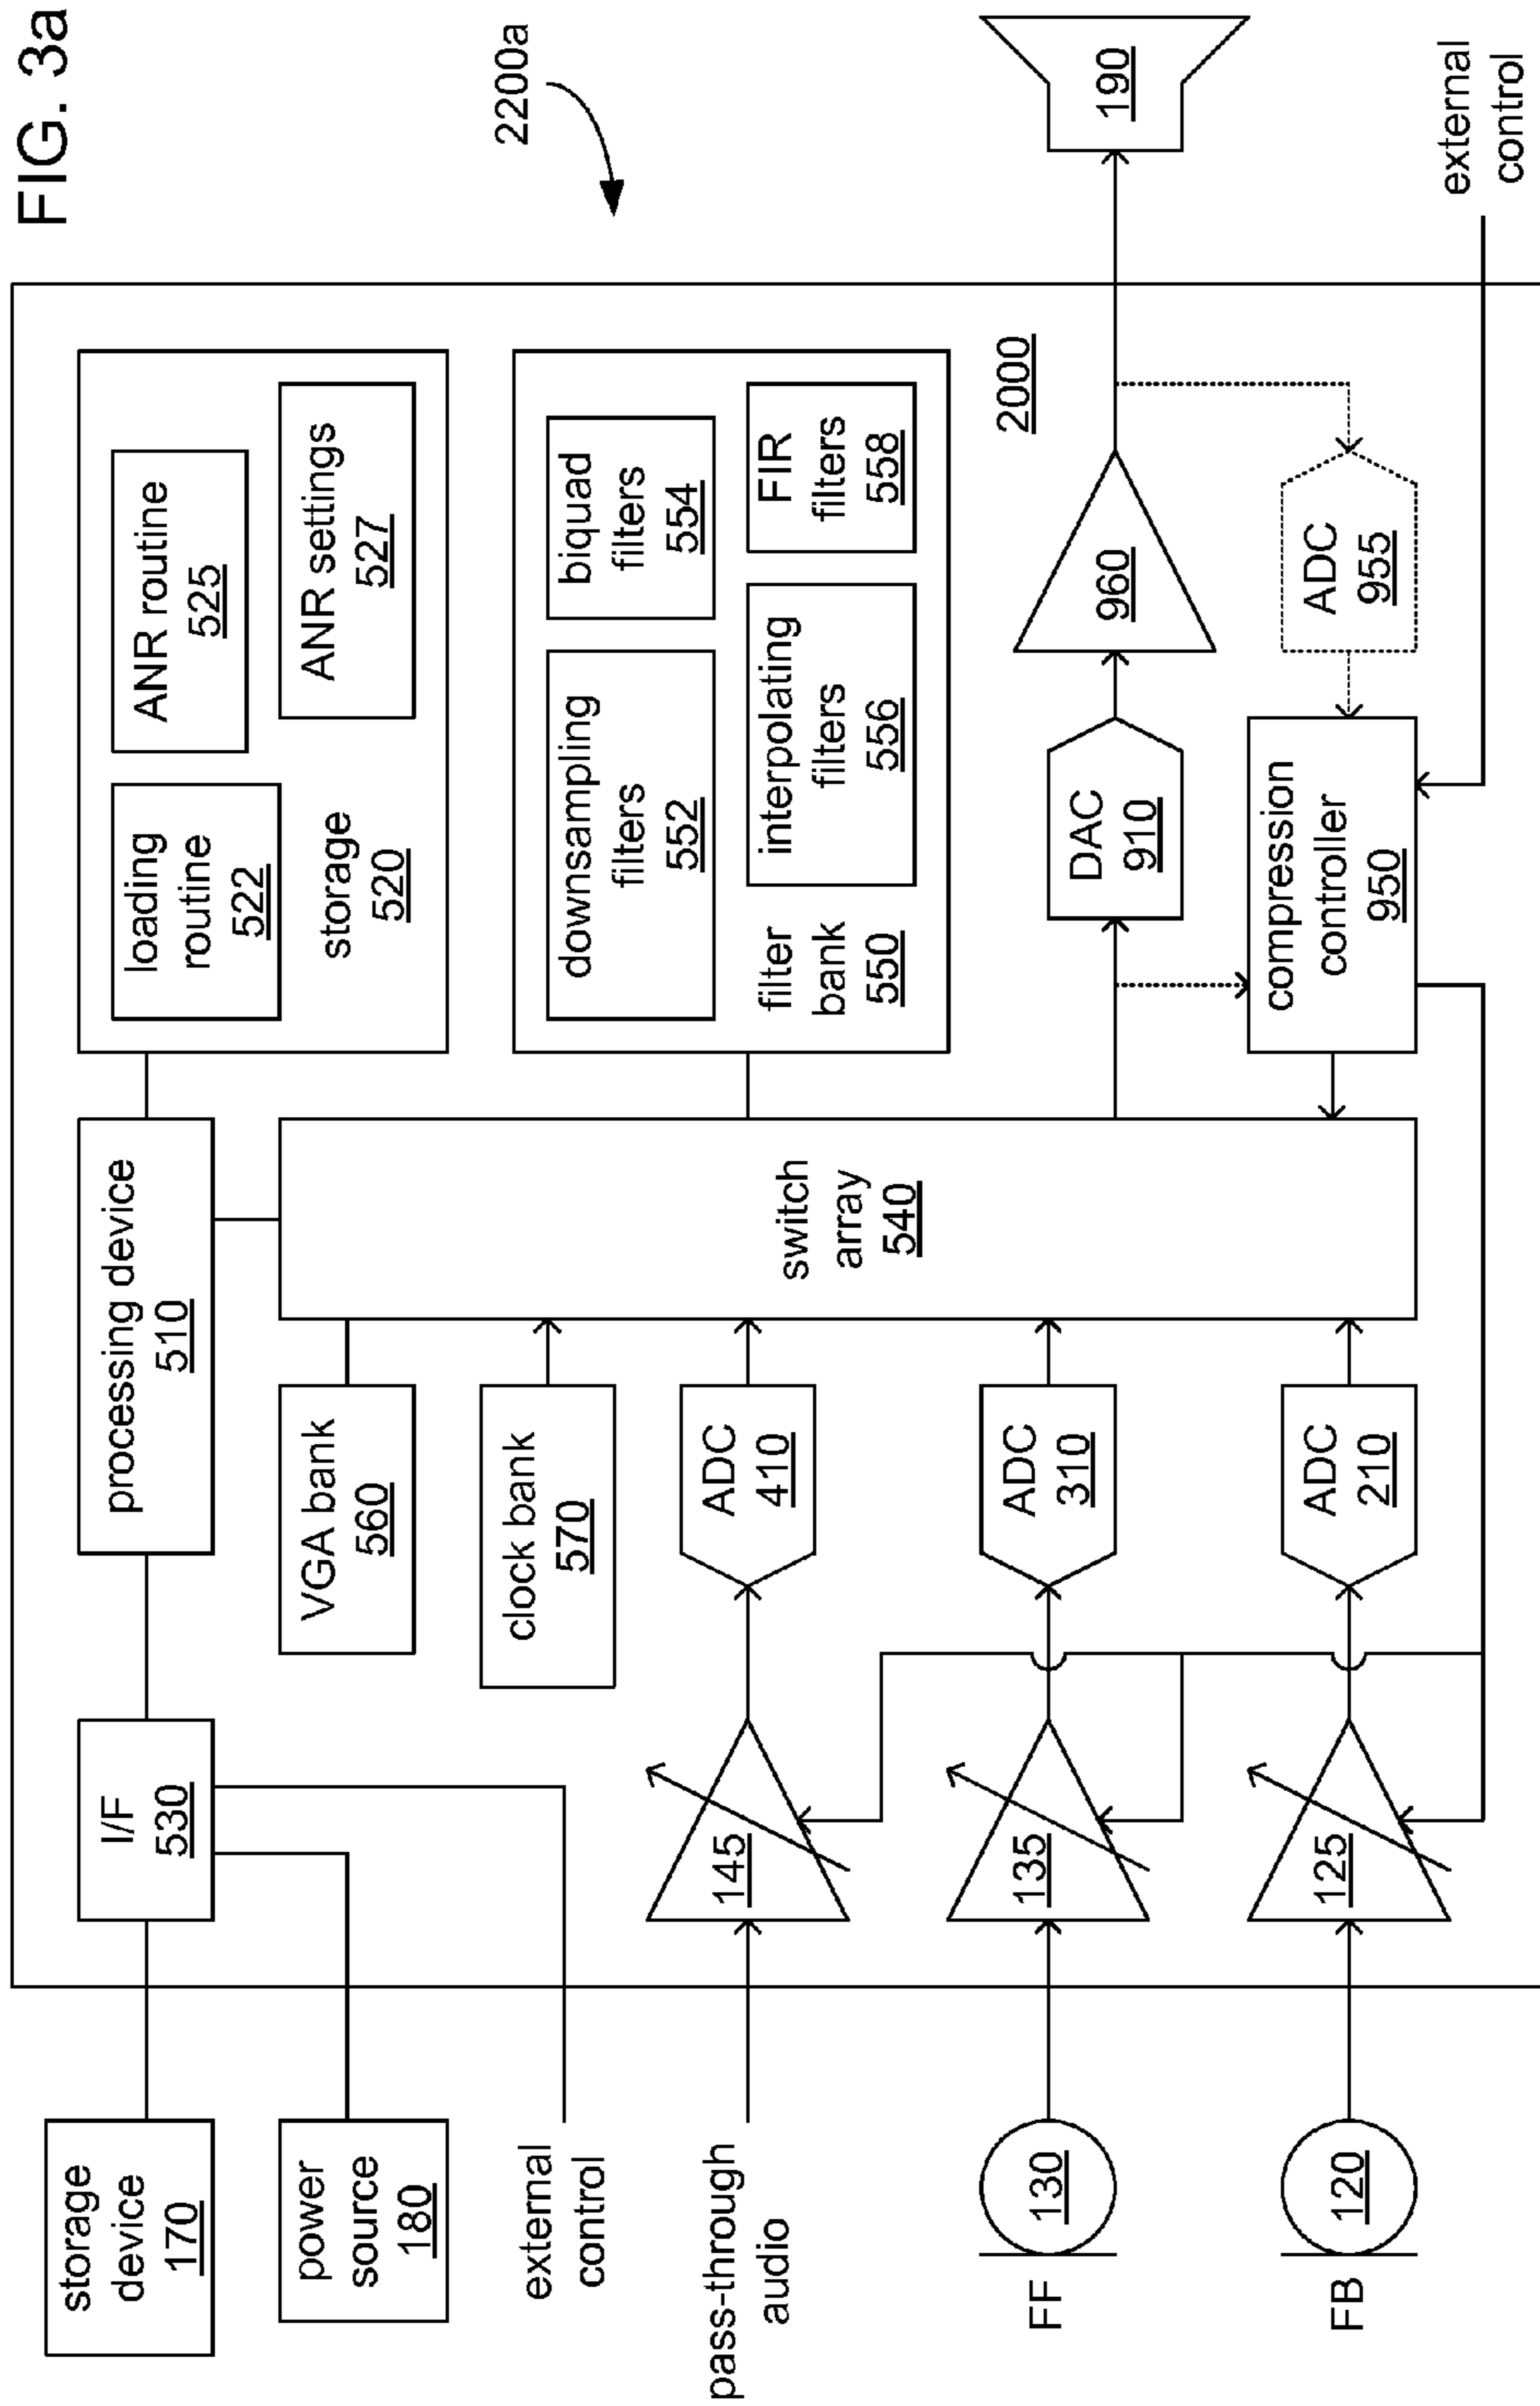 FIG. 3a
2200a
storage
device
170
power
source
180
external
control
pass-through
audio
FF
130
FB
120
I/F
530
processing device
510
loading
routine
522
ANR routine
525
ANR settings
527
storage
520
VGA bank
560
clock bank
570
switch
array
540
downsampling
filters
552
biquad
filters
554
interpolating
filters
556
FIR
filters
558
filter
bank
550
145
ADC
410
135
ADC
310
125
ADC
210
DAC
910
960
2000
190
compression
controller
950
ADC
955
external
control